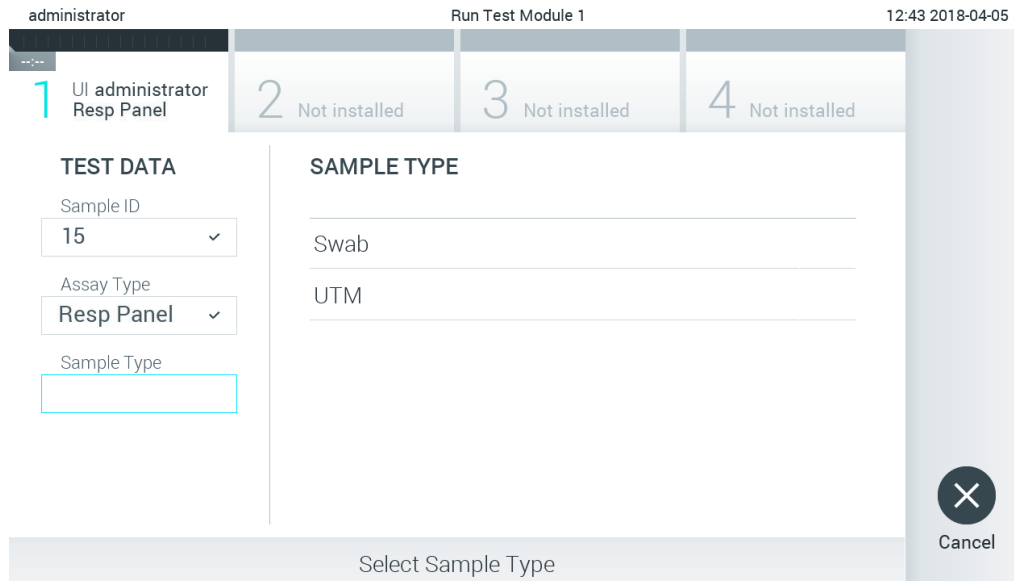 administrator Run Test Module 1 12:43 2018-04-05
--:--
1 UI administrator
Resp Panel
2 Not installed
3 Not installed
4 Not installed
TEST DATA
Sample ID
15
Assay Type
Resp Panel
Sample Type
SAMPLE TYPE
Swab
UTM
Cancel
Select Sample Type